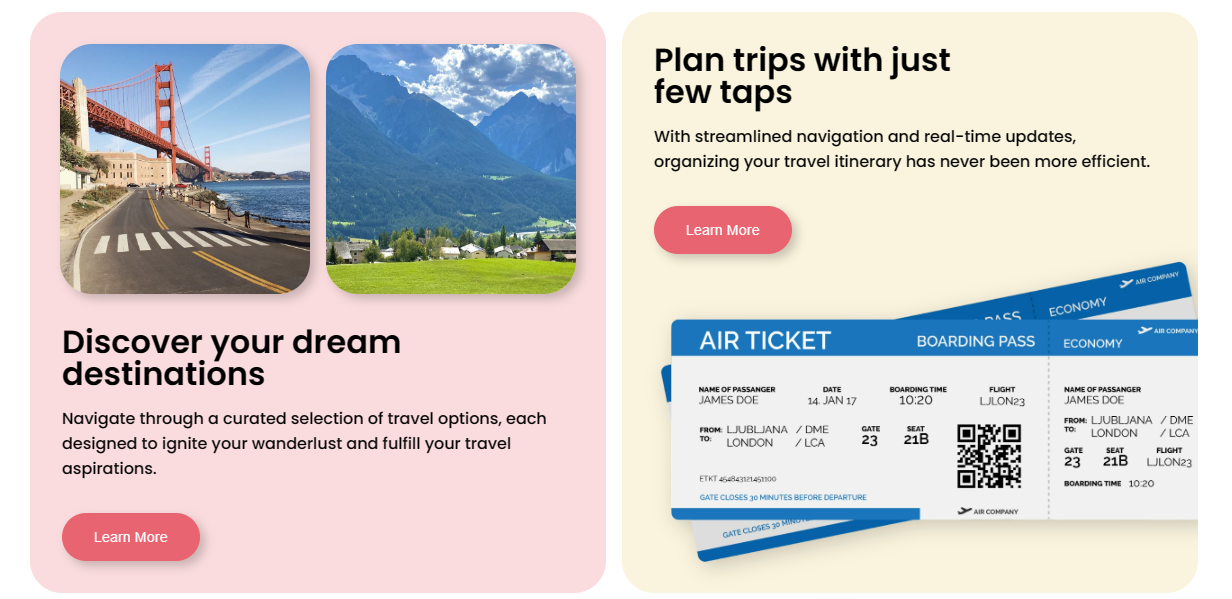 Discover your dream
destinations
Navigate through a curated selection of travel options, each
designed to ignite your wanderlust and fulfill your travel
aspirations.
Learn More
Plan trips with just
few taps
With streamlined navigation and real-time updates,
organizing your travel itinerary has never been more efficient.
Learn More
AIR COMPANY
PASS ECONOMY
AIR TICKET BOARDING PASS ECONOMY AIR COMPANY
NAME OF PASSANGER DATE BOARDING TIME FLIGHT NAME OF PASSANGER
JAMES DOE 14. JAN 17 10:20 LJLON23 JAMES DOE
FROM: LJUBLJANA / DME GATE SEAT FROM: LJUBLJANA / DME
TO: LONDON / LCA 23 21B TO: LONDON / LCA
GATE SEAT FLIGHT
23 21B LJLON23
ETKT 454843121451100
BOARDING TIME 10:20
GATE CLOSES 30 MINUTES BEFORE DEPARTURE
AIR COMPANY
GATE CLOSES 30